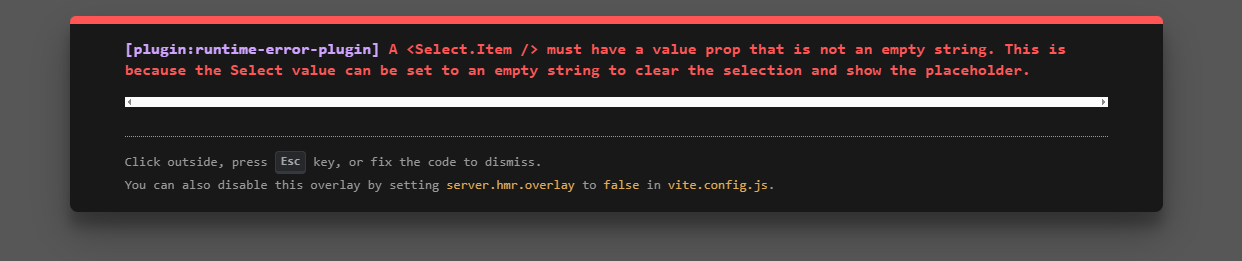 [plugin:runtime-error-plugin] A <Select.Item /> must have a value prop that is not an empty string. This is
because the Select value can be set to an empty string to clear the selection and show the placeholder.
Click outside, press Esc key, or fix the code to dismiss.
You can also disable this overlay by setting server.hmr.overlay to false in vite.config.js.